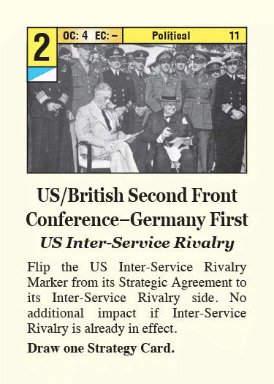 2 OC: 4 EC: – Political 11
US/British Second Front
Conference–Germany First
US Inter-Service Rivalry
Flip the US Inter-Service Rivalry
Marker from its Strategic Agreement to
its Inter-Service Rivalry side. No
additional impact if Inter-Service
Rivalry is already in effect.
Draw one Strategy Card.